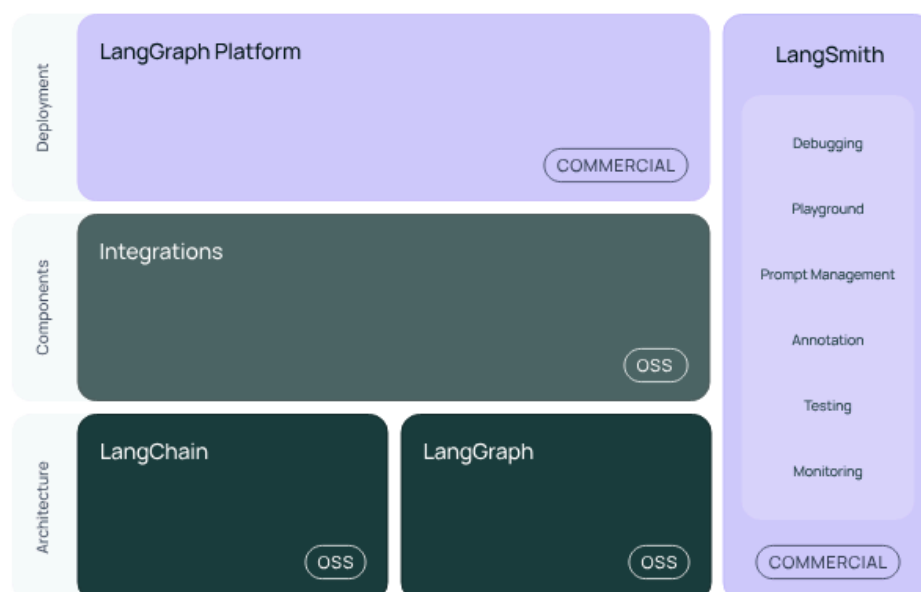 Deployment
LangGraph Platform
COMMERCIAL
Components
Integrations
OSS
Architecture
LangChain
OSS
LangGraph
OSS
LangSmith
Debugging
Playground
Prompt Management
Annotation
Testing
Monitoring
COMMERCIAL